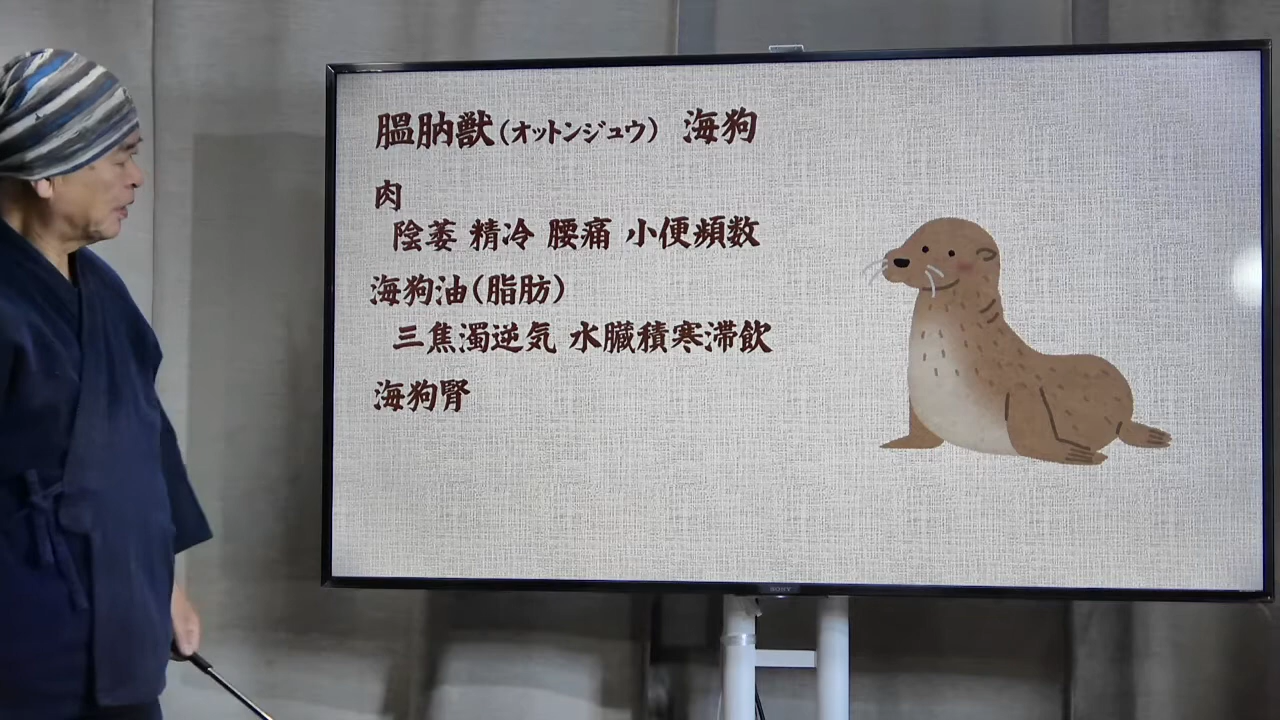 膃肭獣(オットンジュウ) 海狗
肉
陰萎 精冷 腰痛 小便頻数
海狗油(脂肪)
三焦濁逆気 水臓積寒滞飲
海狗腎
SONY